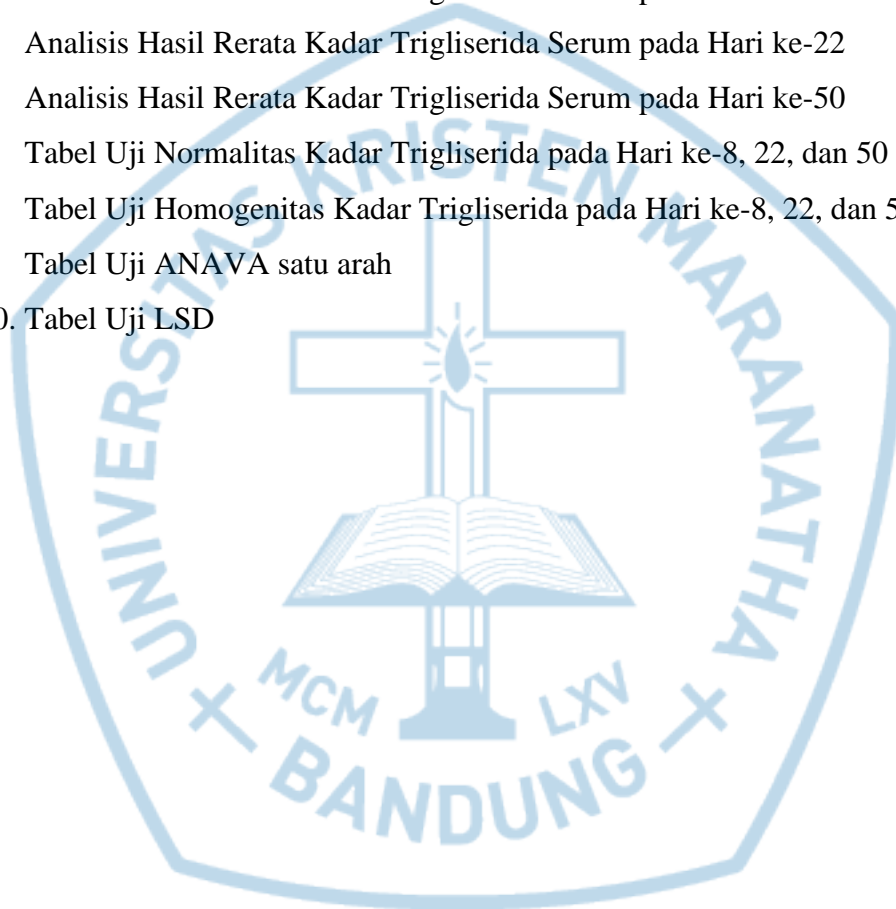 Analisis Hasil Rerata Kadar Trigliserida Serum pada Hari ke-22
Analisis Hasil Rerata Kadar Trigliserida Serum pada Hari ke-50
Tabel Uji Normalitas Kadar Trigliserida pada Hari ke-8, 22, dan 50
Tabel Uji Homogenitas Kadar Trigliserida pada Hari ke-8, 22, dan 5
Tabel Uji ANAVA satu arah
0. Tabel Uji LSD
UNIVERSITAS KRISTEN MARANATHA
MCM LXV
BANDUNG